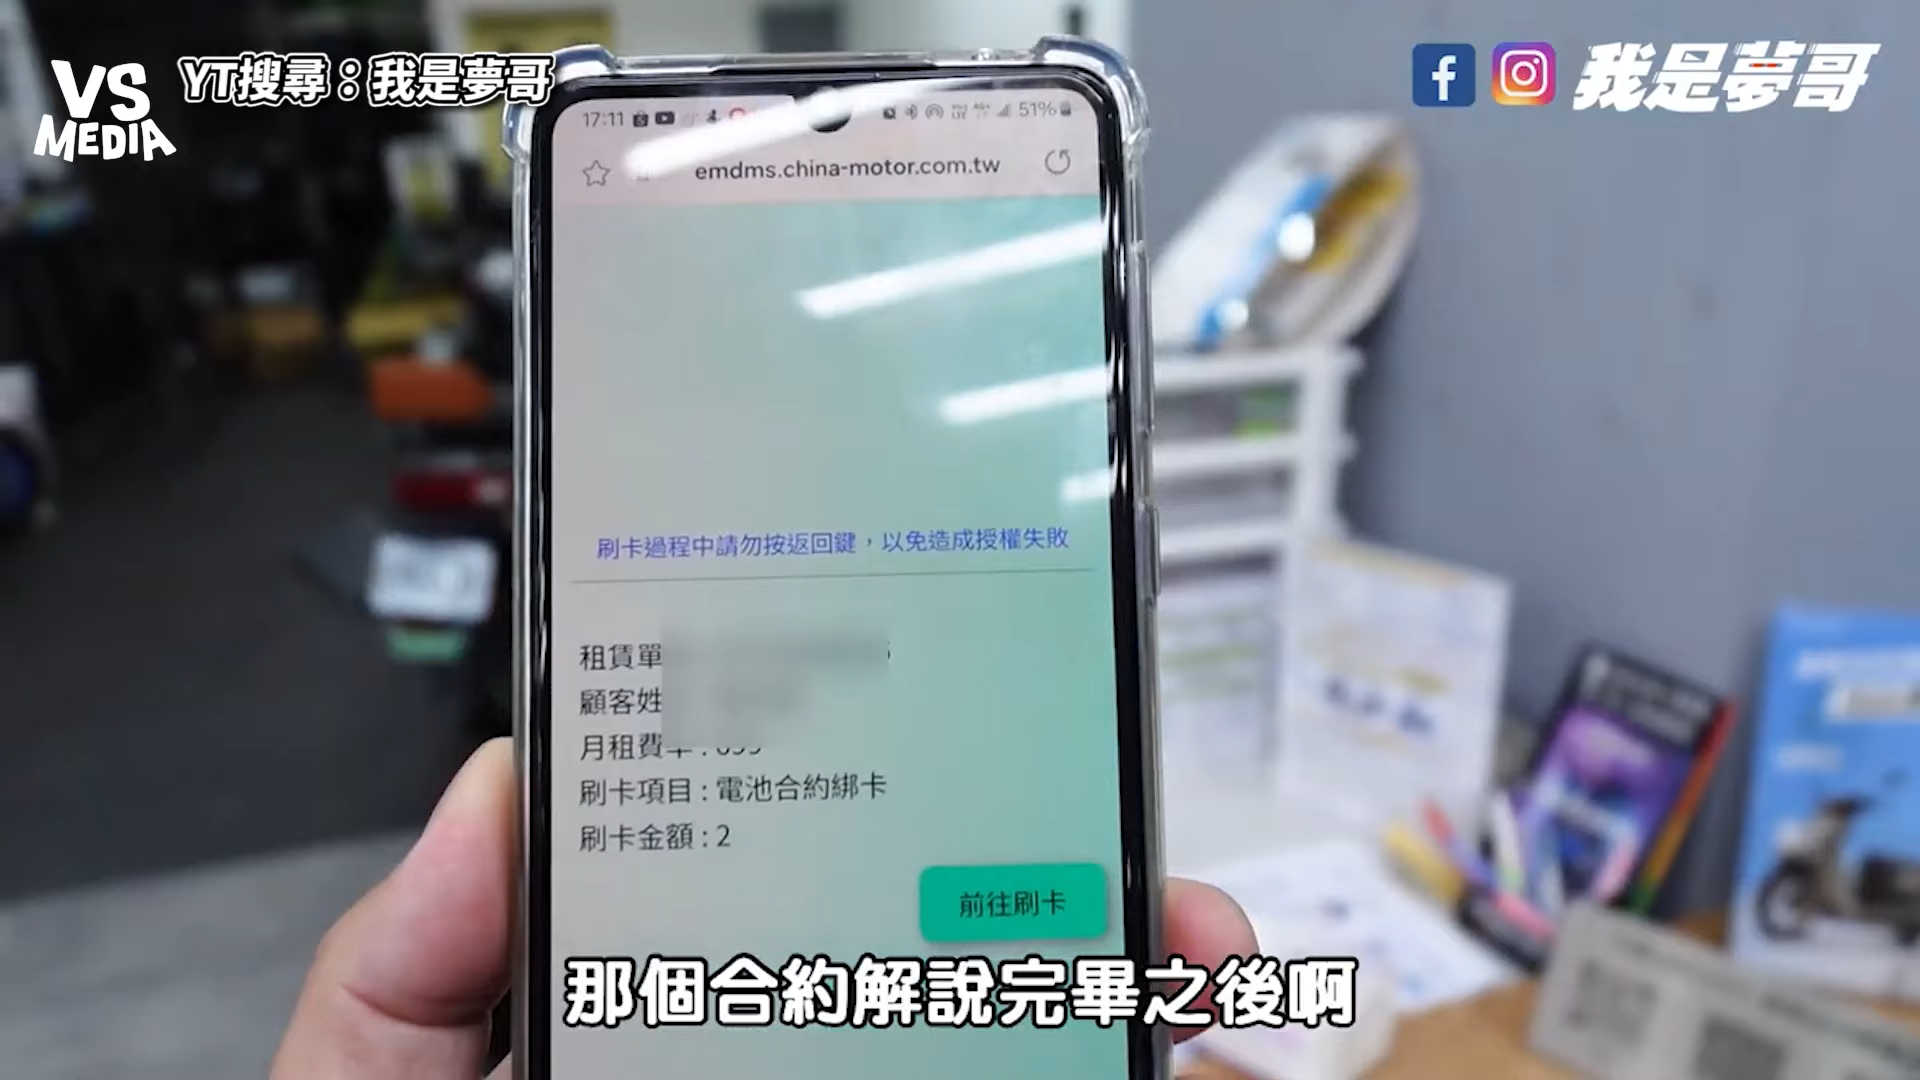 VS
MEDIA
YT搜尋：我是夢哥
我是夢哥
17:11
51%
emdms.china-motor.com.tw
刷卡過程中請勿按返回鍵，以免造成授權失敗
租賃單
顧客姓
月租費
刷卡項目 : 電池合約綁卡
刷卡金額 : 2
前往刷卡
那個合約解說完畢之後啊